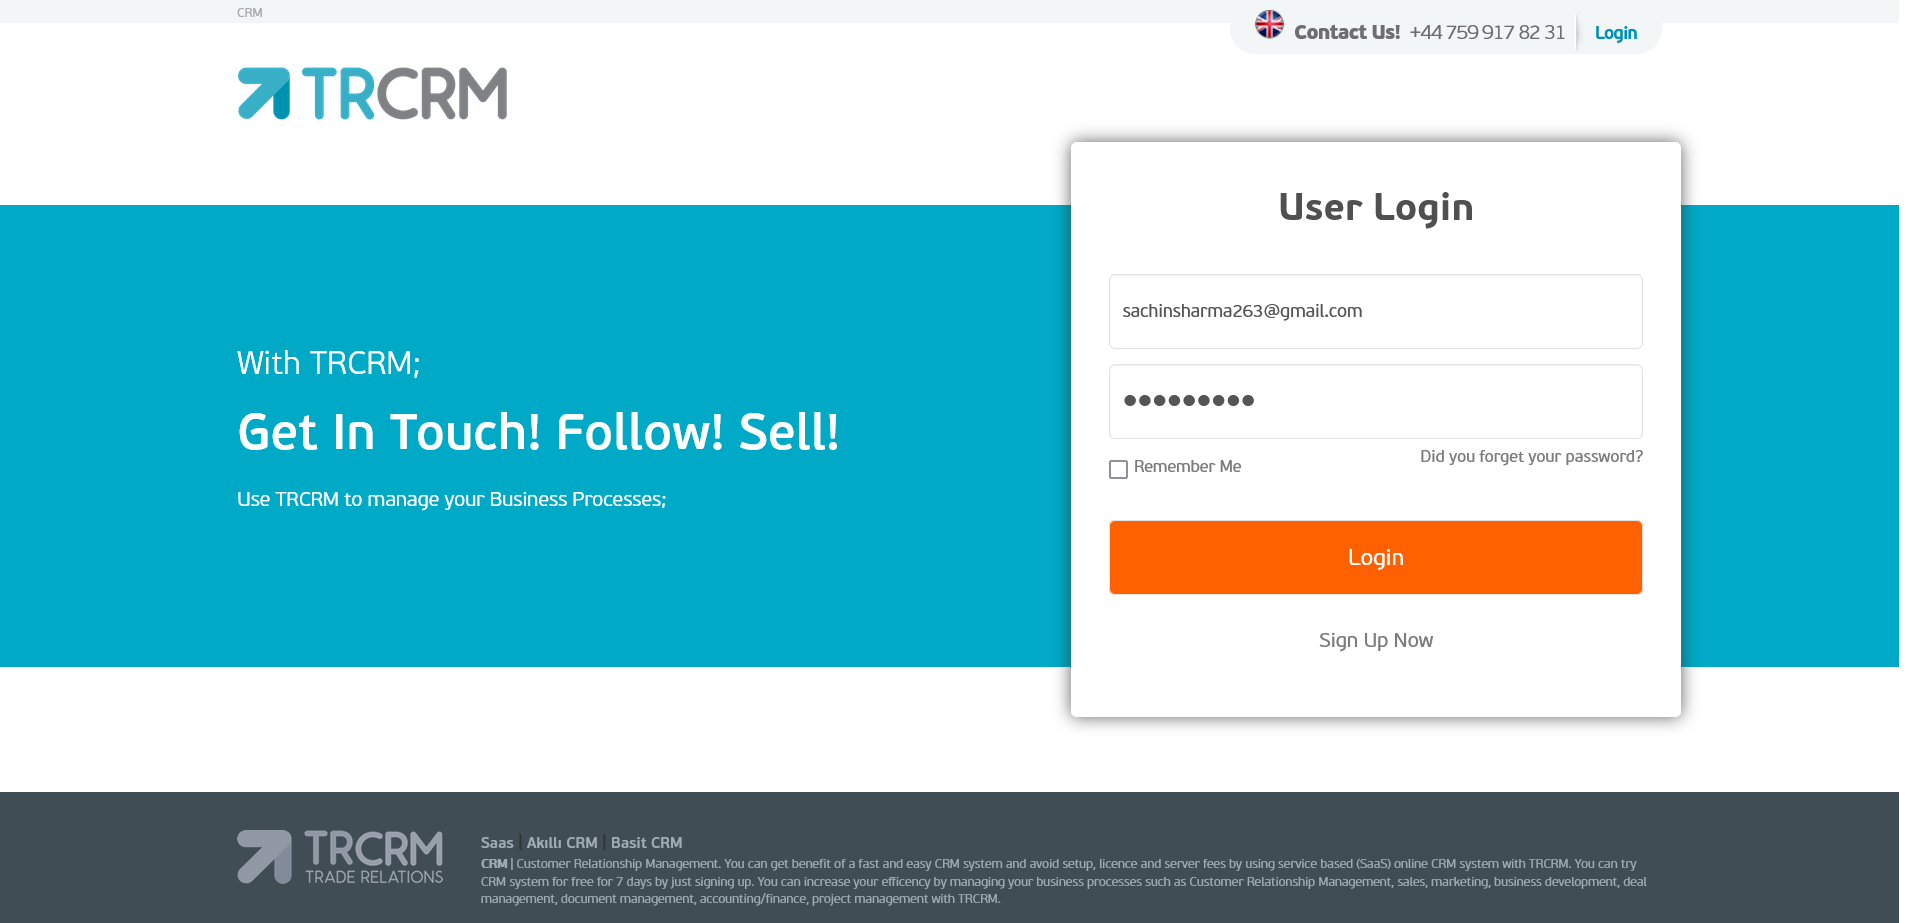 CRM
Contact Us! +44 759 917 82 31 Login
TRCRM
User Login
sachinsharma263@gmail.com
Remember Me
Did you forget your password?
Login
Sign Up Now
With TRCRM;
Get In Touch! Follow! Sell!
Use TRCRM to manage your Business Processes;
TRCRM
TRADE RELATIONS
Saas | Akıllı CRM | Basit CRM
CRM | Customer Relationship Management. You can get benefit of a fast and easy CRM system and avoid setup, licence and server fees by using service based (SaaS) online CRM system with TRCRM. You can try
CRM system for free for 7 days by just signing up. You can increase your efficency by managing your business processes such as Customer Relationship Management, sales, marketing, business development, deal
management, document management, accounting/finance, project management with TRCRM.